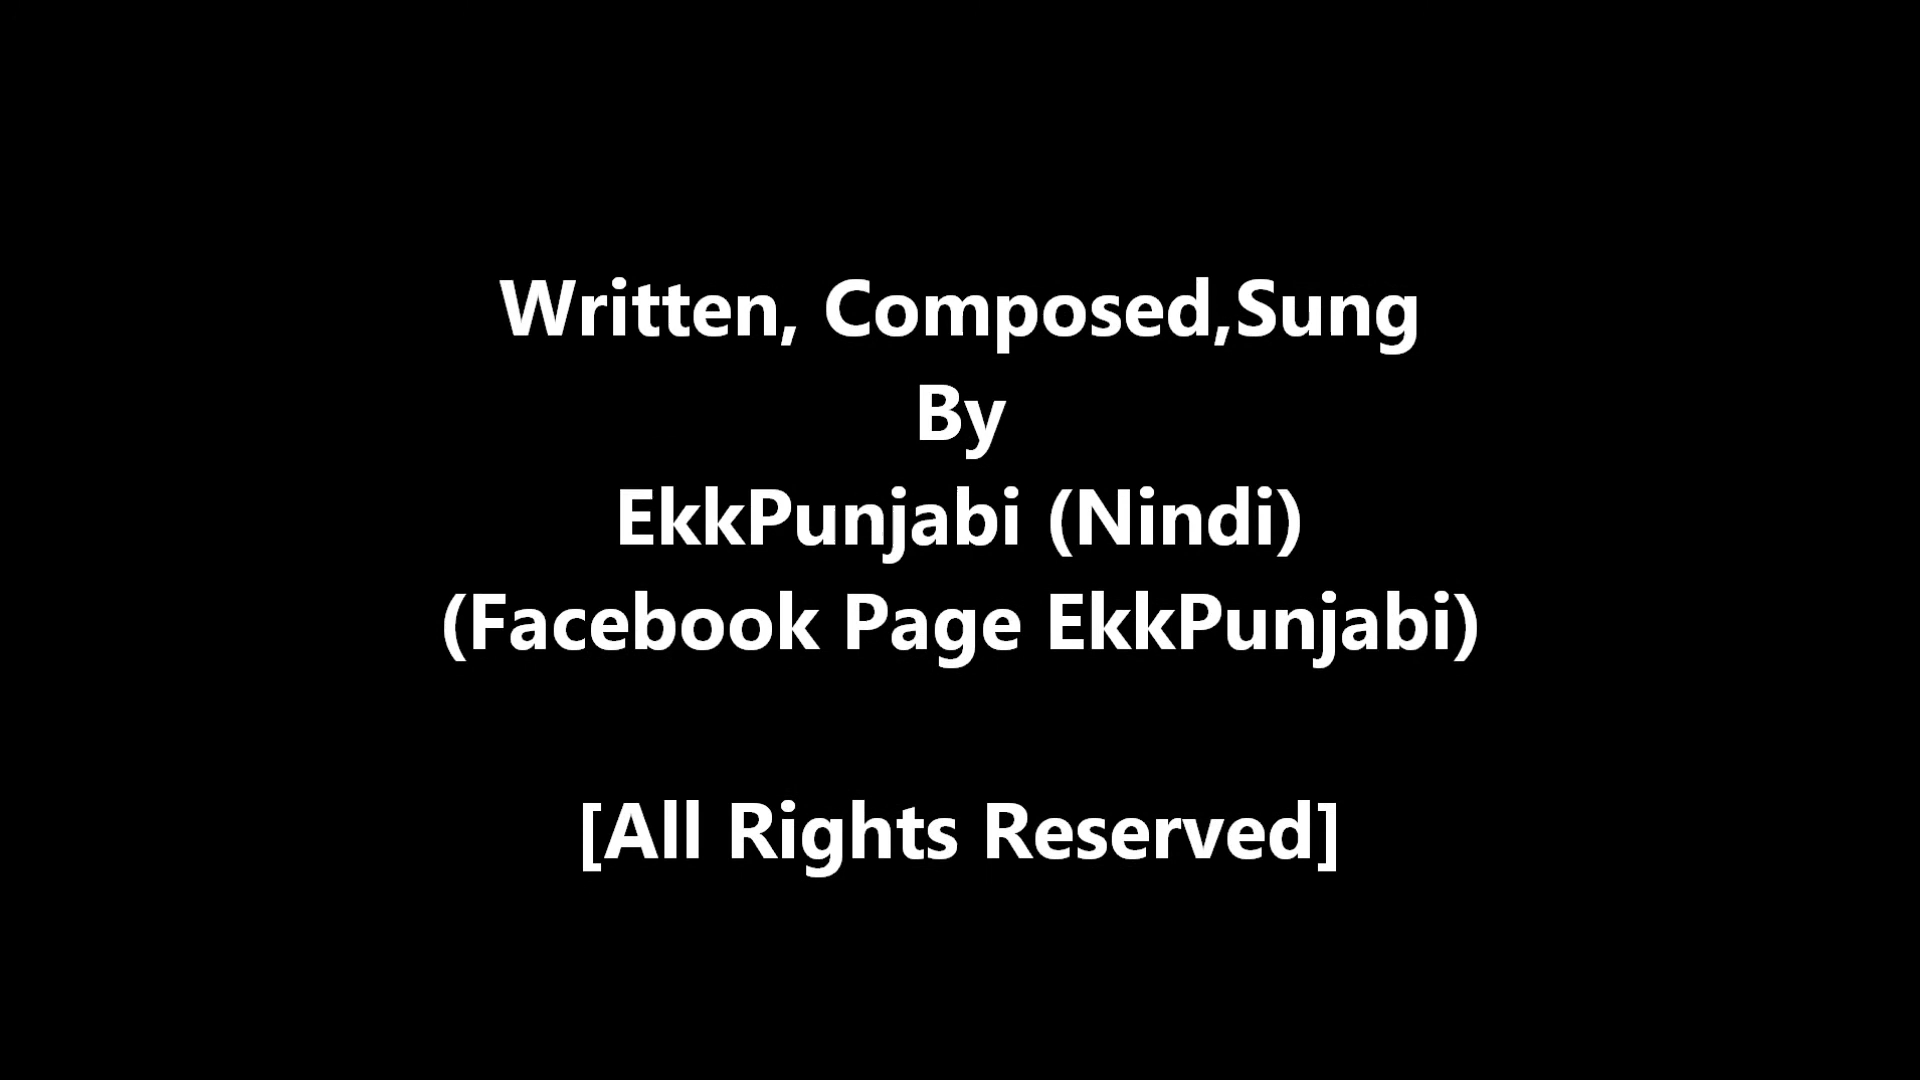 Written, Composed,Sung
By
EkkPunjabi (Nindi)
(Facebook Page EkkPunjabi)
[All Rights Reserved]